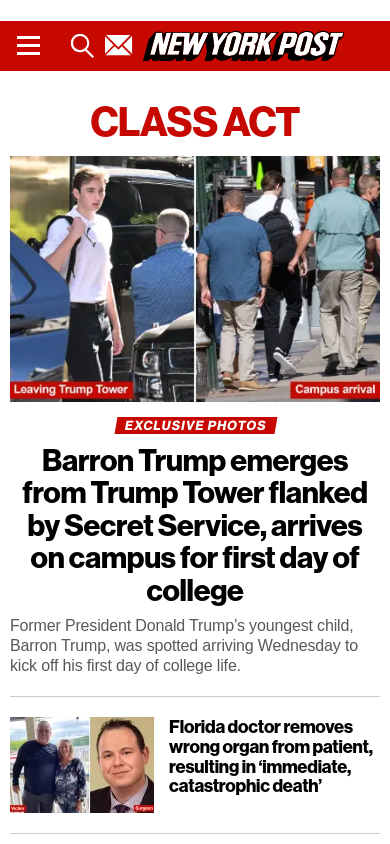 NEW YORK POST
CLASS ACT
Leaving Trump Tower
Campus arrival
EXCLUSIVE PHOTOS
Barron Trump emerges
from Trump Tower flanked
by Secret Service, arrives
on campus for first day of
college
Former President Donald Trump’s youngest child,
Barron Trump, was spotted arriving Wednesday to
kick off his first day of college life.
Florida doctor removes
wrong organ from patient,
resulting in ‘immediate,
catastrophic death’
Victim
Surgeon